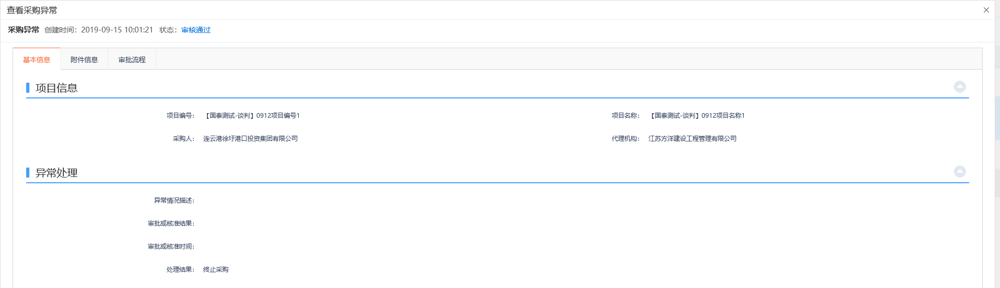 查看采购异常
采购异常 创建时间：2019-09-15 10:01:21 状态：审核通过
基本信息 附件信息 审批流程
项目信息
项目编号： 【国泰测试-谈判】0912项目编号1 项目名称： 【国泰测试-谈判】0912项目名称1
采购人： 连云港徐圩港口投资集团有限公司 代理机构： 江苏方洋建设工程管理有限公司
异常处理
异常情况描述：
审批或核准结果：
审批或核准时间：
处理结果： 终止采购